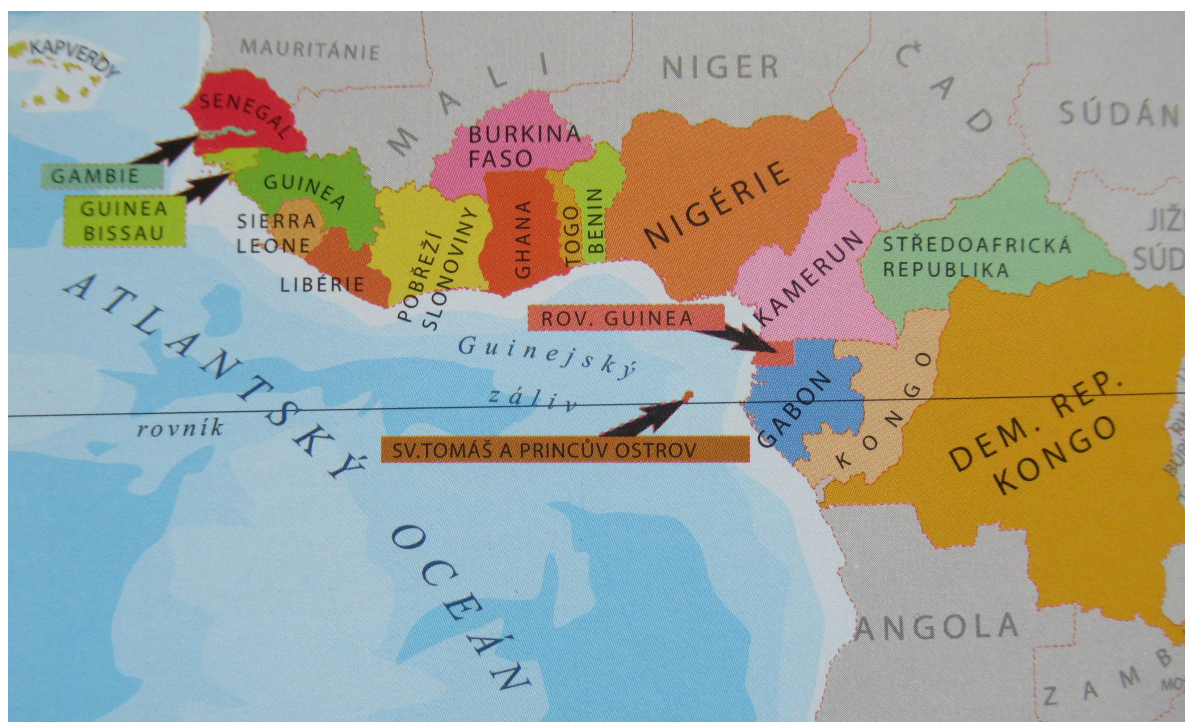 KAPVERDY
MAURITÁNIE
MALI
NIGER
ČAD
SÚDÁN
SENEGAL
BURKINA
FASO
GAMBIE
GUINEA
BISSAU
GUINEA
SIERRA
LEONE
LIBÉRIE
POBŘEŽÍ
SLONOVINY
GHANA
TOGO
BENIN
NIGÉRIE
KAMERUN
STŘEDOAFRICKÁ
REPUBLIKA
JIŽ
SÚD
ROV. GUINEA
Guinejský
záliv
ATLANTSKÝ
OCEÁN
rovník
SV.TOMÁŠ A PRINCŮV OSTROV
GABON
KONGO
DEM. REP.
KONGO
ANGOLA
ZAMB